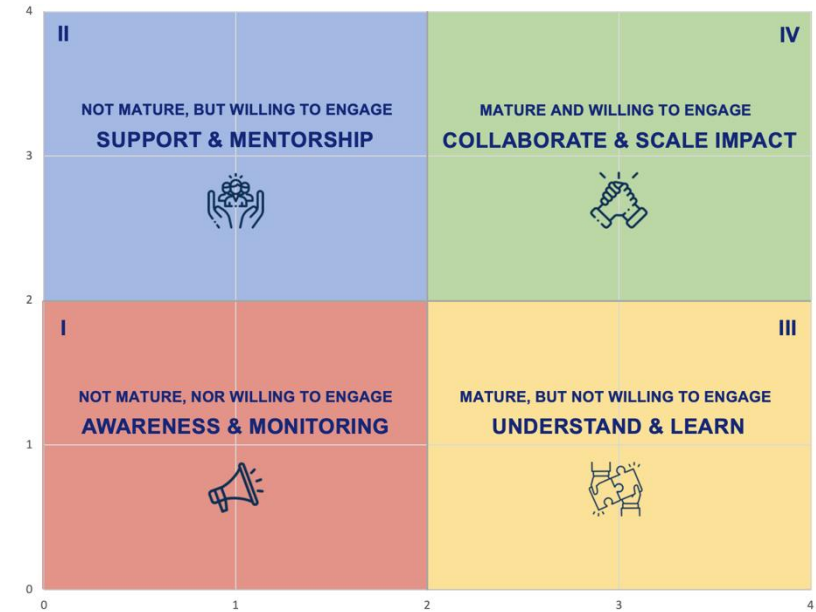 4
II
IV
NOT MATURE, BUT WILLING TO ENGAGE
SUPPORT & MENTORSHIP
MATURE AND WILLING TO ENGAGE
COLLABORATE & SCALE IMPACT
3
2
I
III
NOT MATURE, NOR WILLING TO ENGAGE
AWARENESS & MONITORING
MATURE, BUT NOT WILLING TO ENGAGE
UNDERSTAND & LEARN
1
0
0 1 2 3 4